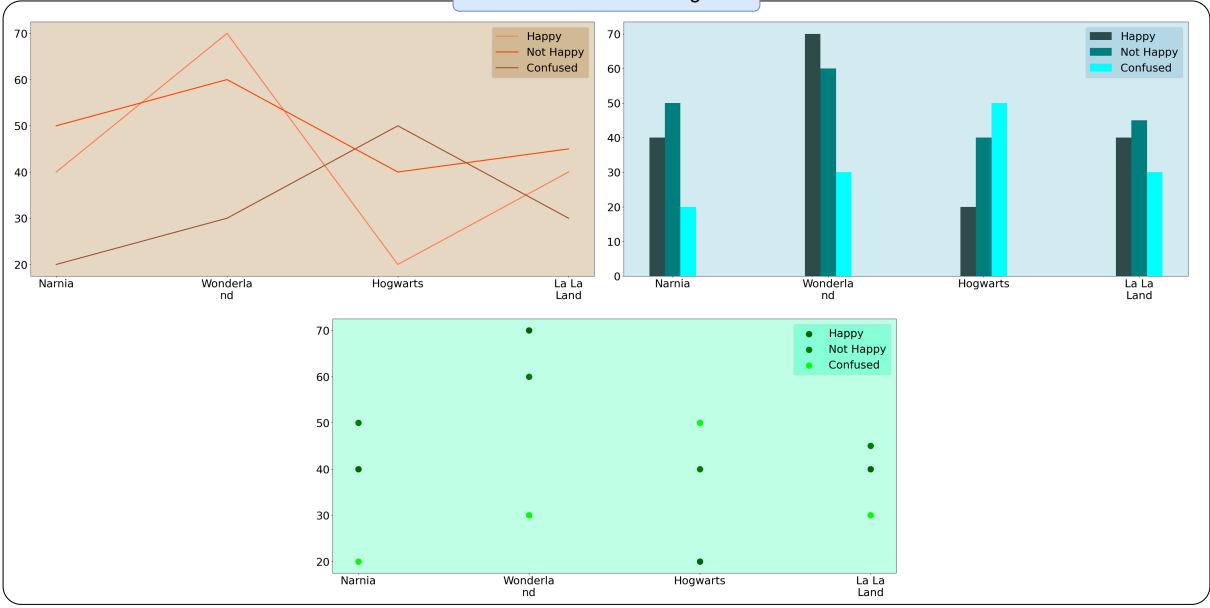 70
60
50
40
30
20
Happy
Not Happy
Confused
Narnia
Wonderla
nd
Hogwarts
La La
Land
70
60
50
40
30
20
10
0
Happy
Not Happy
Confused
Narnia
Wonderla
nd
Hogwarts
La La
Land
70
60
50
40
30
20
Happy
Not Happy
Confused
Narnia
Wonderla
nd
Hogwarts
La La
Land